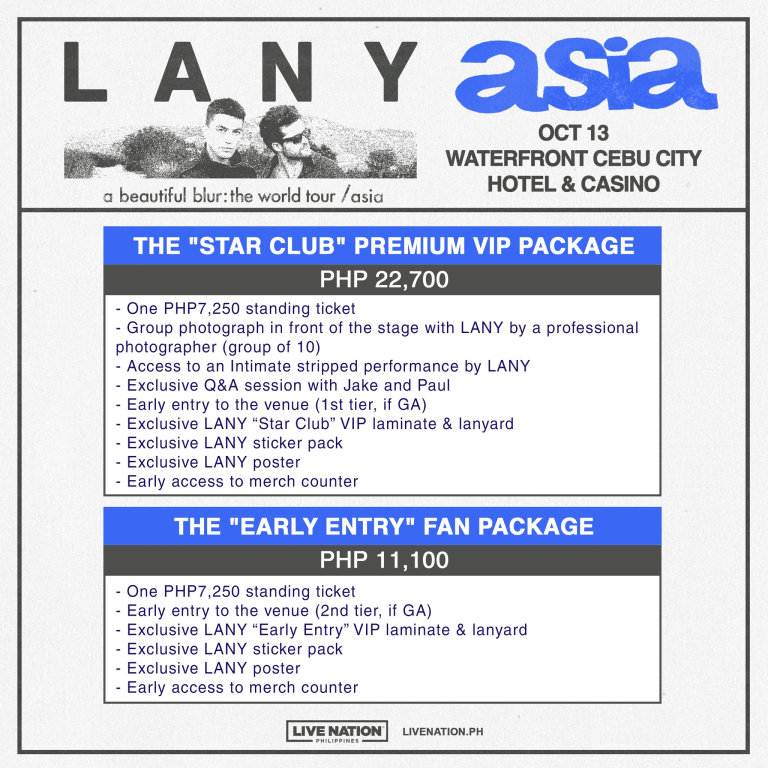 LANY
asia
a beautiful blur: the world tour / asia
OCT 13
WATERFRONT CEBU CITY
HOTEL & CASINO
THE "STAR CLUB" PREMIUM VIP PACKAGE
PHP 22,700
- One PHP7,250 standing ticket
- Group photograph in front of the stage with LANY by a professional
photographer (group of 10)
- Access to an Intimate stripped performance by LANY
- Exclusive Q&A session with Jake and Paul
- Early entry to the venue (1st tier, if GA)
- Exclusive LANY “Star Club” VIP laminate & lanyard
- Exclusive LANY sticker pack
- Exclusive LANY poster
- Early access to merch counter
THE "EARLY ENTRY" FAN PACKAGE
PHP 11,100
- One PHP7,250 standing ticket
- Early entry to the venue (2nd tier, if GA)
- Exclusive LANY “Early Entry” VIP laminate & lanyard
- Exclusive LANY sticker pack
- Exclusive LANY poster
- Early access to merch counter
LIVE NATION
PHILIPPINES
LIVENATION.PH